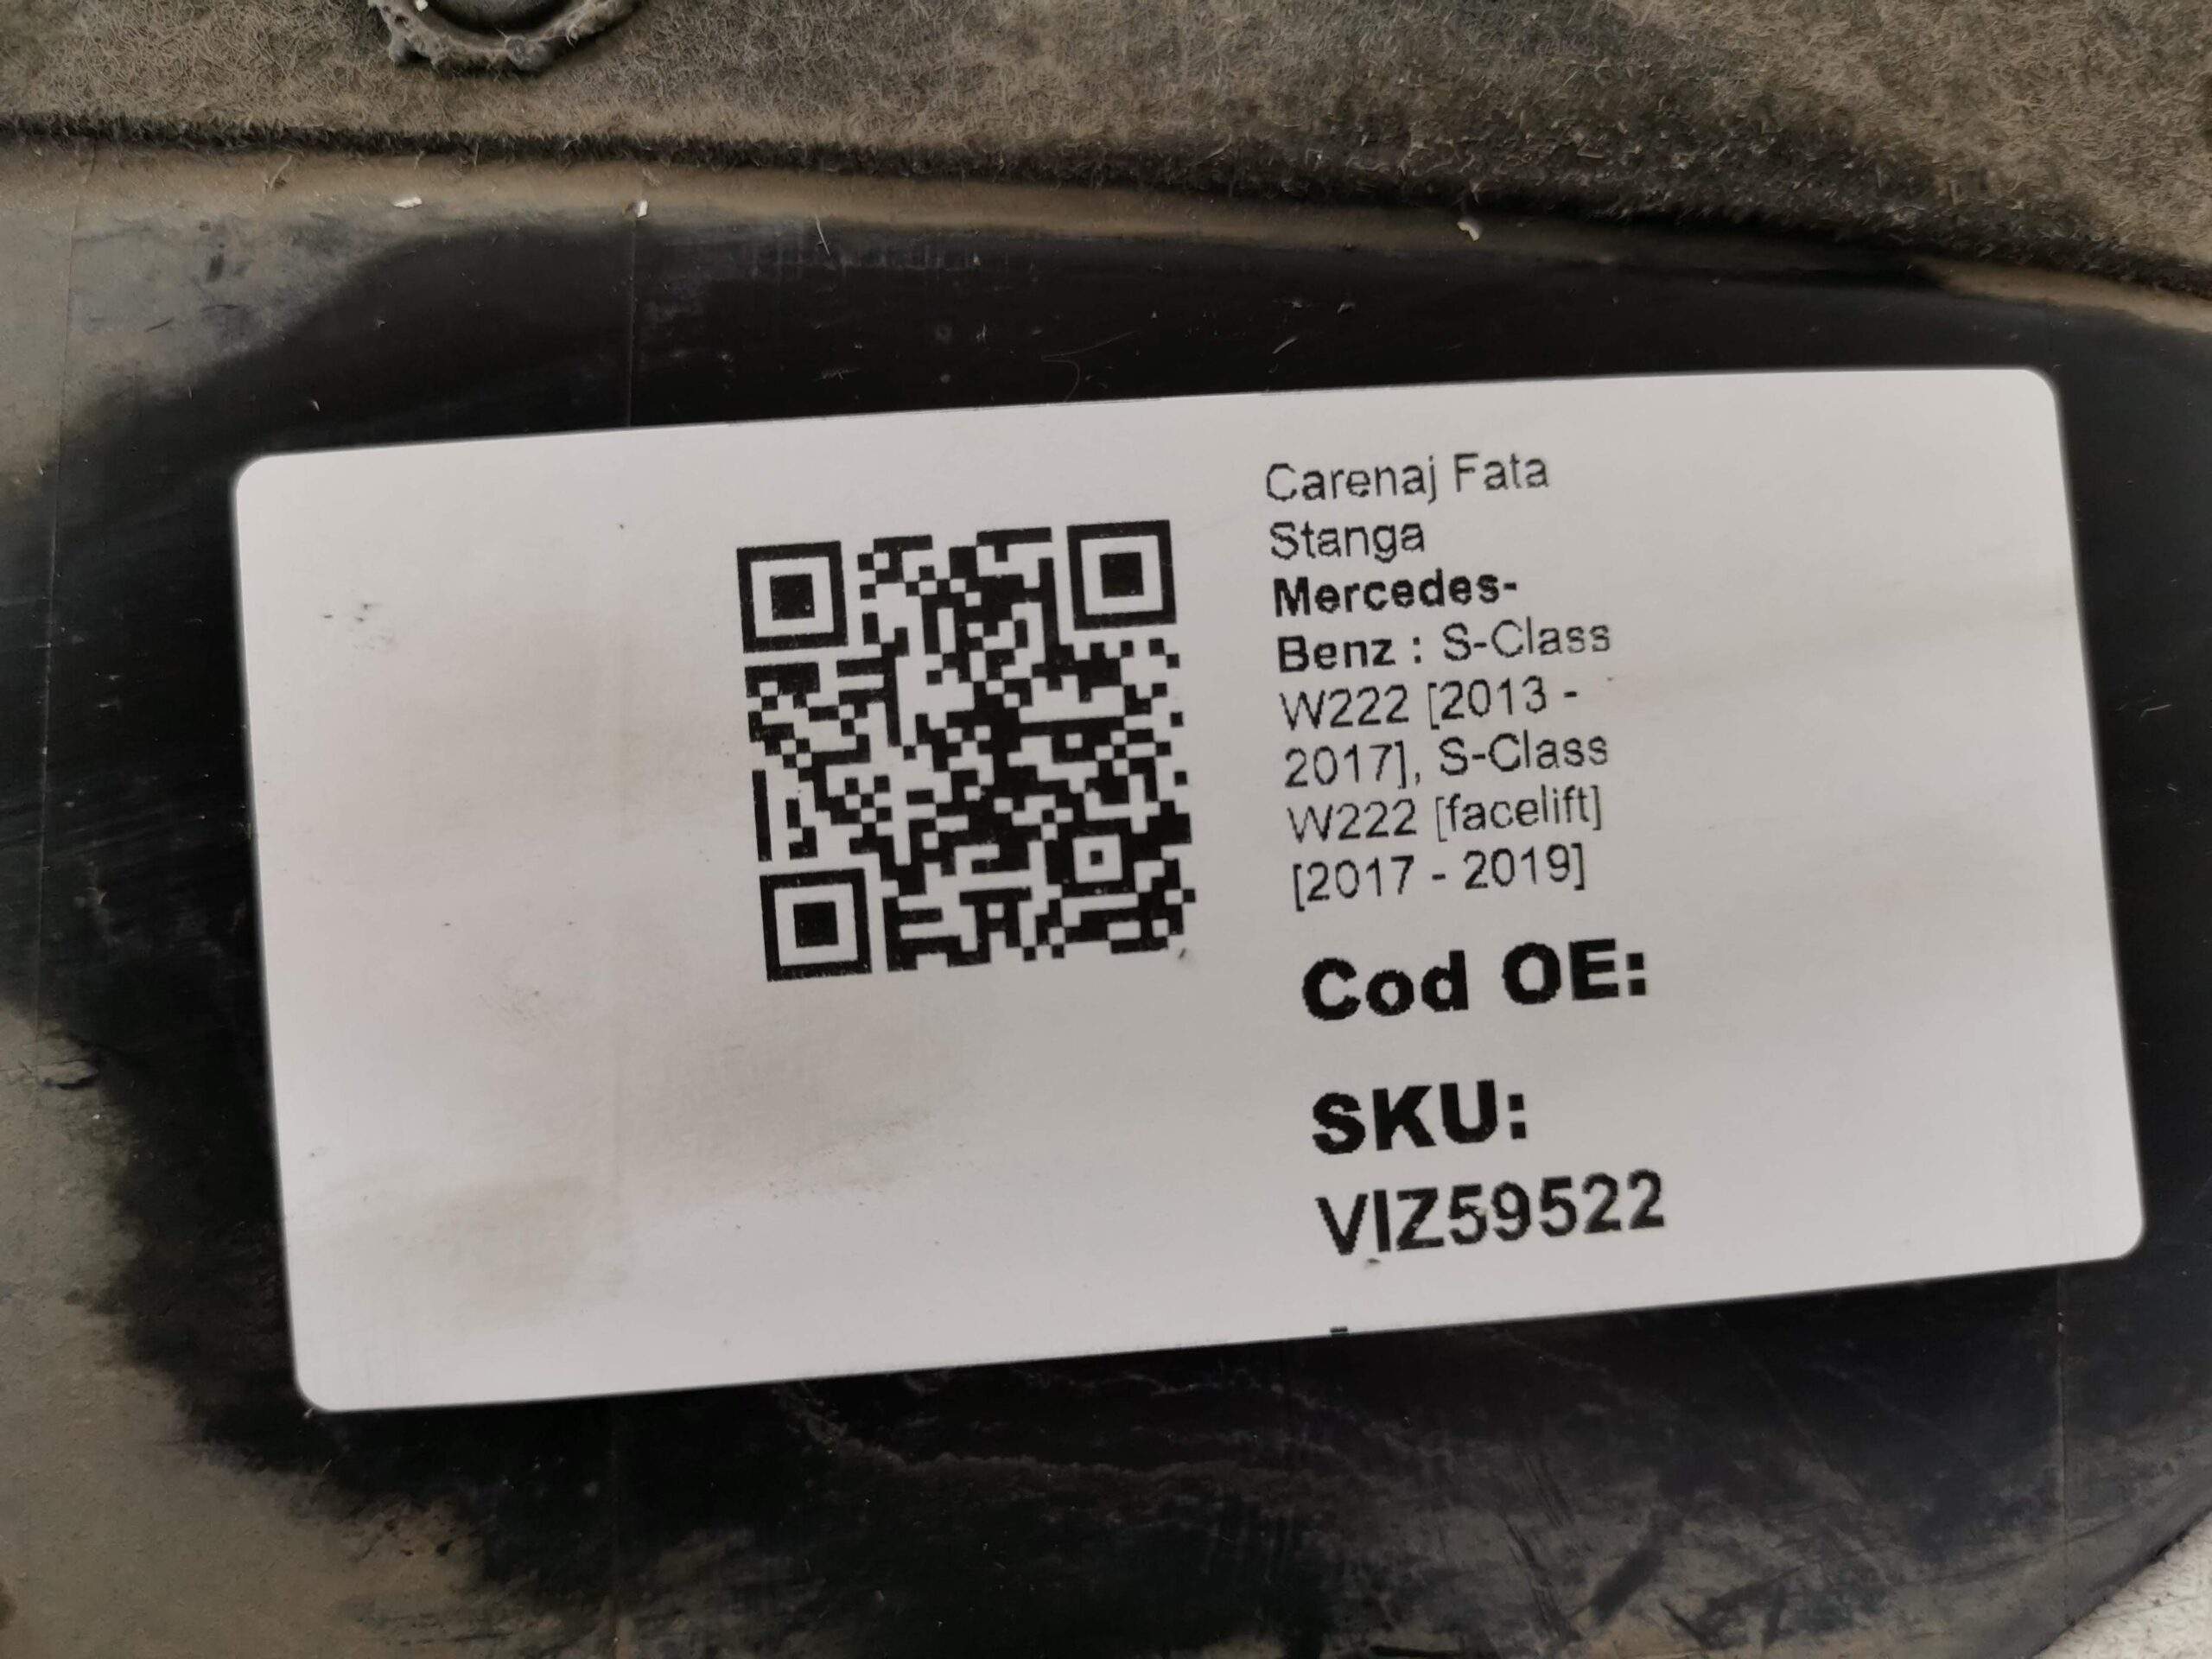 Carenaj Fata
Stanga
Mercedes-
Benz : S-Class
W222 [2013 -
2017], S-Class
W222 [facelift]
[2017 - 2019]
Cod OE:
SKU:
VIZ59522